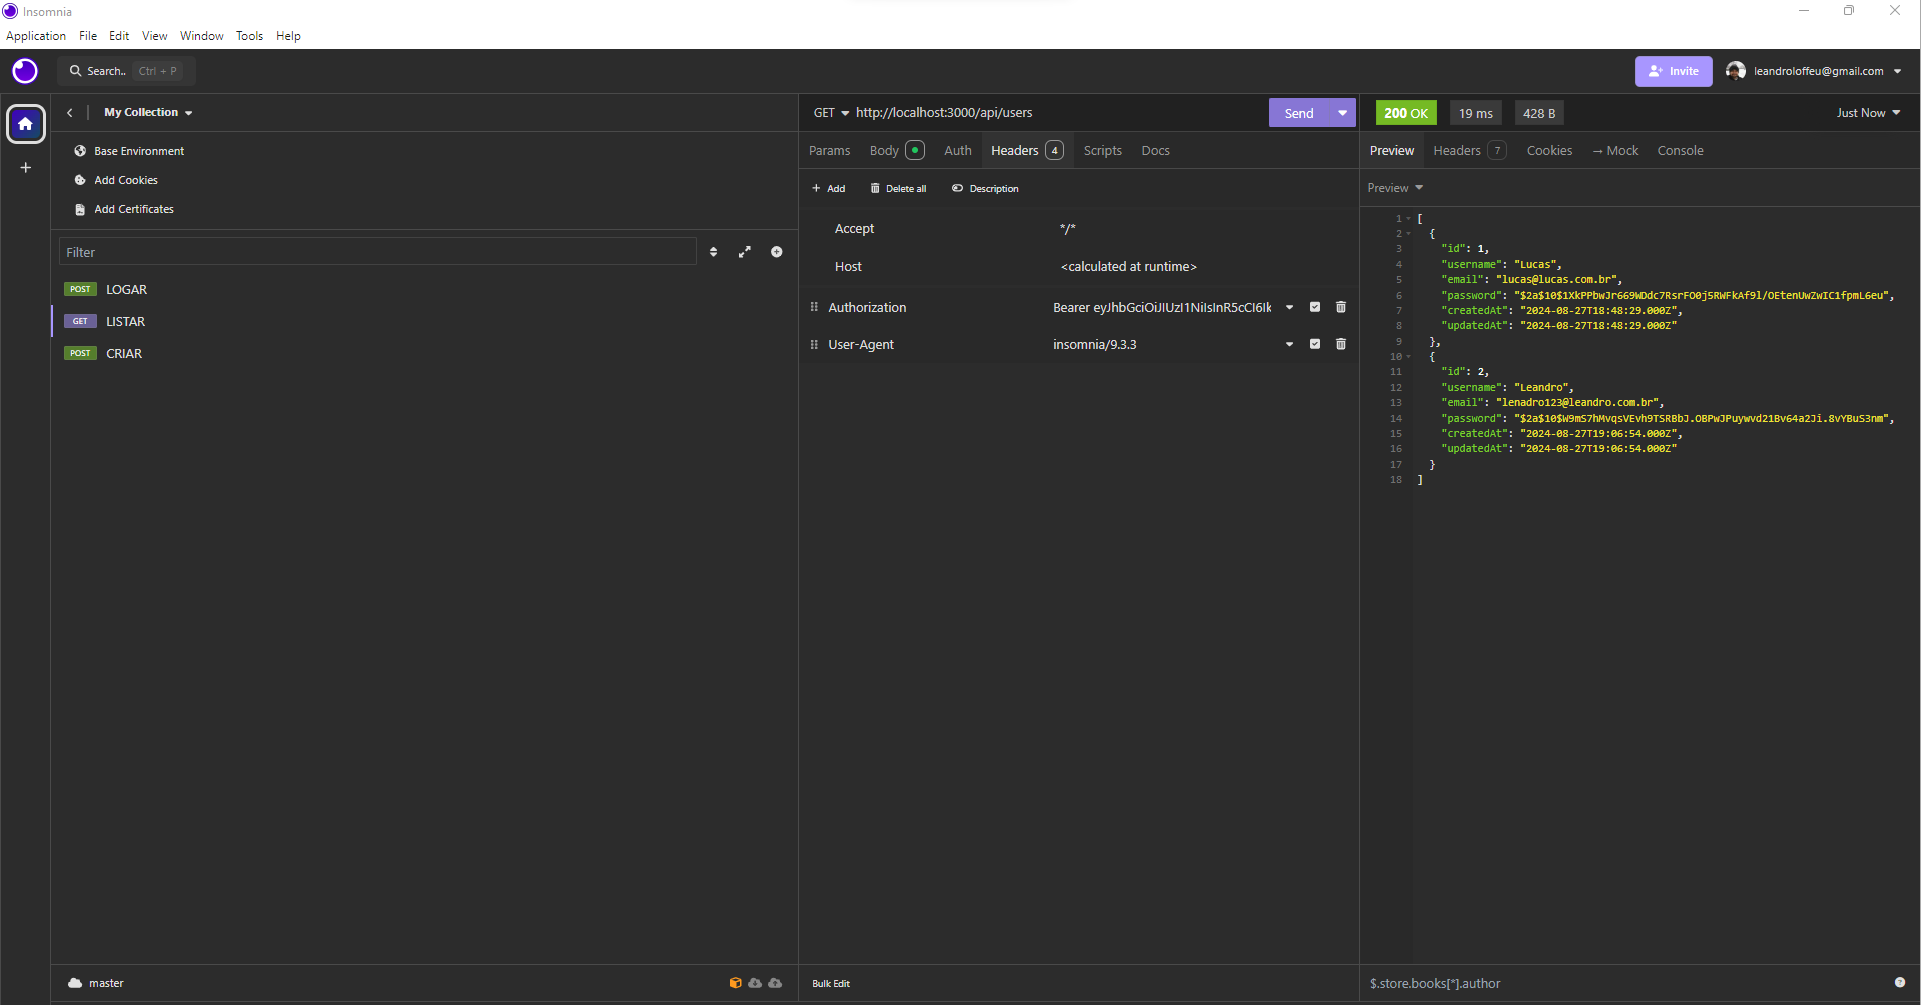 Insomnia
Application File Edit View Window Tools Help
Search.. Ctrl + P
Invite
leandroloffeu@gmail.com
My Collection
Base Environment
Add Cookies
Add Certificates
Filter
POST LOGAR
GET LISTAR
POST CRIAR
master
GET http://localhost:3000/api/users
Send
Params Body Auth Headers 4 Scripts Docs
+ Add Delete all Description
Accept */*
Host <calculated at runtime>
Authorization Bearer eyJhbGciOiJIUzI1NiIsInR5cCI6Ik
User-Agent insomnia/9.3.3
Bulk Edit
200 OK 19 ms 428 B Just Now
Preview Headers 7 Cookies → Mock Console
Preview
1 [
2 {
3 "id": 1,
4 "username": "Lucas",
5 "email": "lucas@lucas.com.br",
6 "password": "$2a$10$1XkPPbwJr669WDdc7RsrFO0j5RWFkAf9l/OEtenUwZwIC1fpmL6eu",
7 "createdAt": "2024-08-27T18:48:29.000Z",
8 "updatedAt": "2024-08-27T18:48:29.000Z"
9 },
10 {
11 "id": 2,
12 "username": "Leandro",
13 "email": "lenadro123@leandro.com.br",
14 "password": "$2a$10$W9mS7hMvqsVEvh9TSRBbJ.OBPwJPuywvd21Bv64a2Ji.8vYBuS3nm",
15 "createdAt": "2024-08-27T19:06:54.000Z",
16 "updatedAt": "2024-08-27T19:06:54.000Z"
17 }
18 ]
$.store.books[*].author